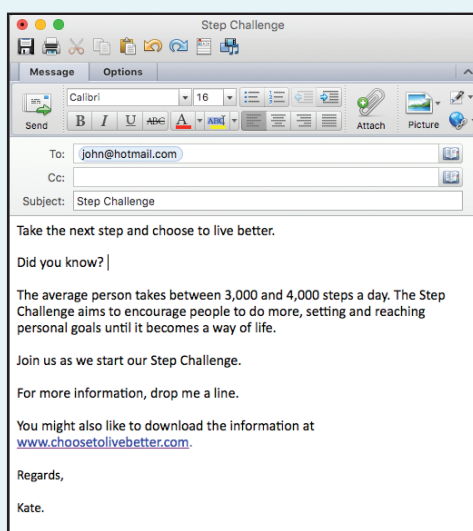 Step Challenge
Message Options
Calibri 16
Send B I U ABC A ABC Attach Picture
To: john@hotmail.com
Cc:
Subject: Step Challenge
Take the next step and choose to live better.
Did you know?
The average person takes between 3,000 and 4,000 steps a day. The Step
Challenge aims to encourage people to do more, setting and reaching
personal goals until it becomes a way of life.
Join us as we start our Step Challenge.
For more information, drop me a line.
You might also like to download the information at
www.choosetolivebetter.com.
Regards,
Kate.